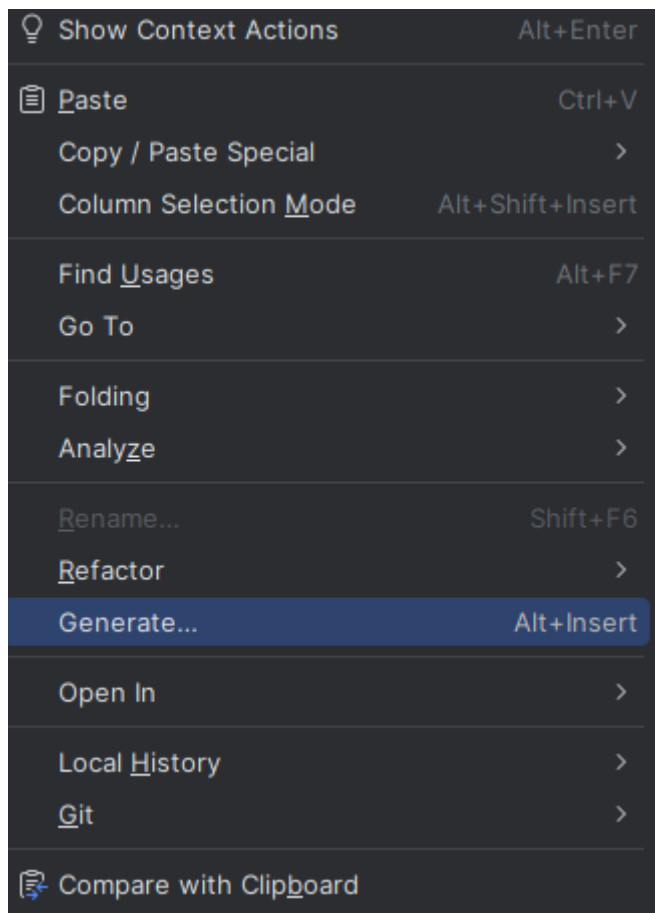 Show Context Actions Alt+Enter
Paste Ctrl+V
Copy / Paste Special
Column Selection Mode Alt+Shift+Insert
Find Usages Alt+F7
Go To
Folding
Analyze
Rename... Shift+F6
Refactor
Generate... Alt+Insert
Open In
Local History
Git
Compare with Clipboard